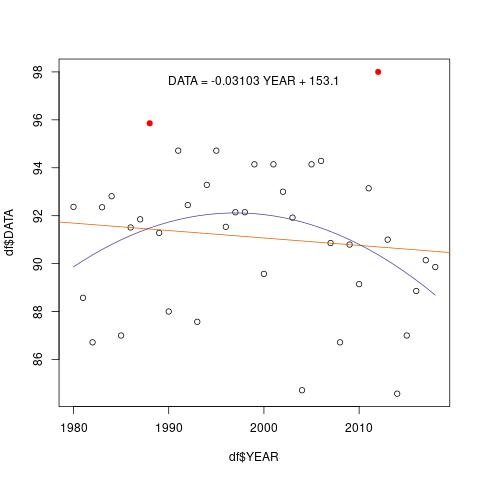 DATA = -0.03103 YEAR + 153.1
98
96
94
92
90
88
86
df$DATA
1980 1990 2000 2010
df$YEAR